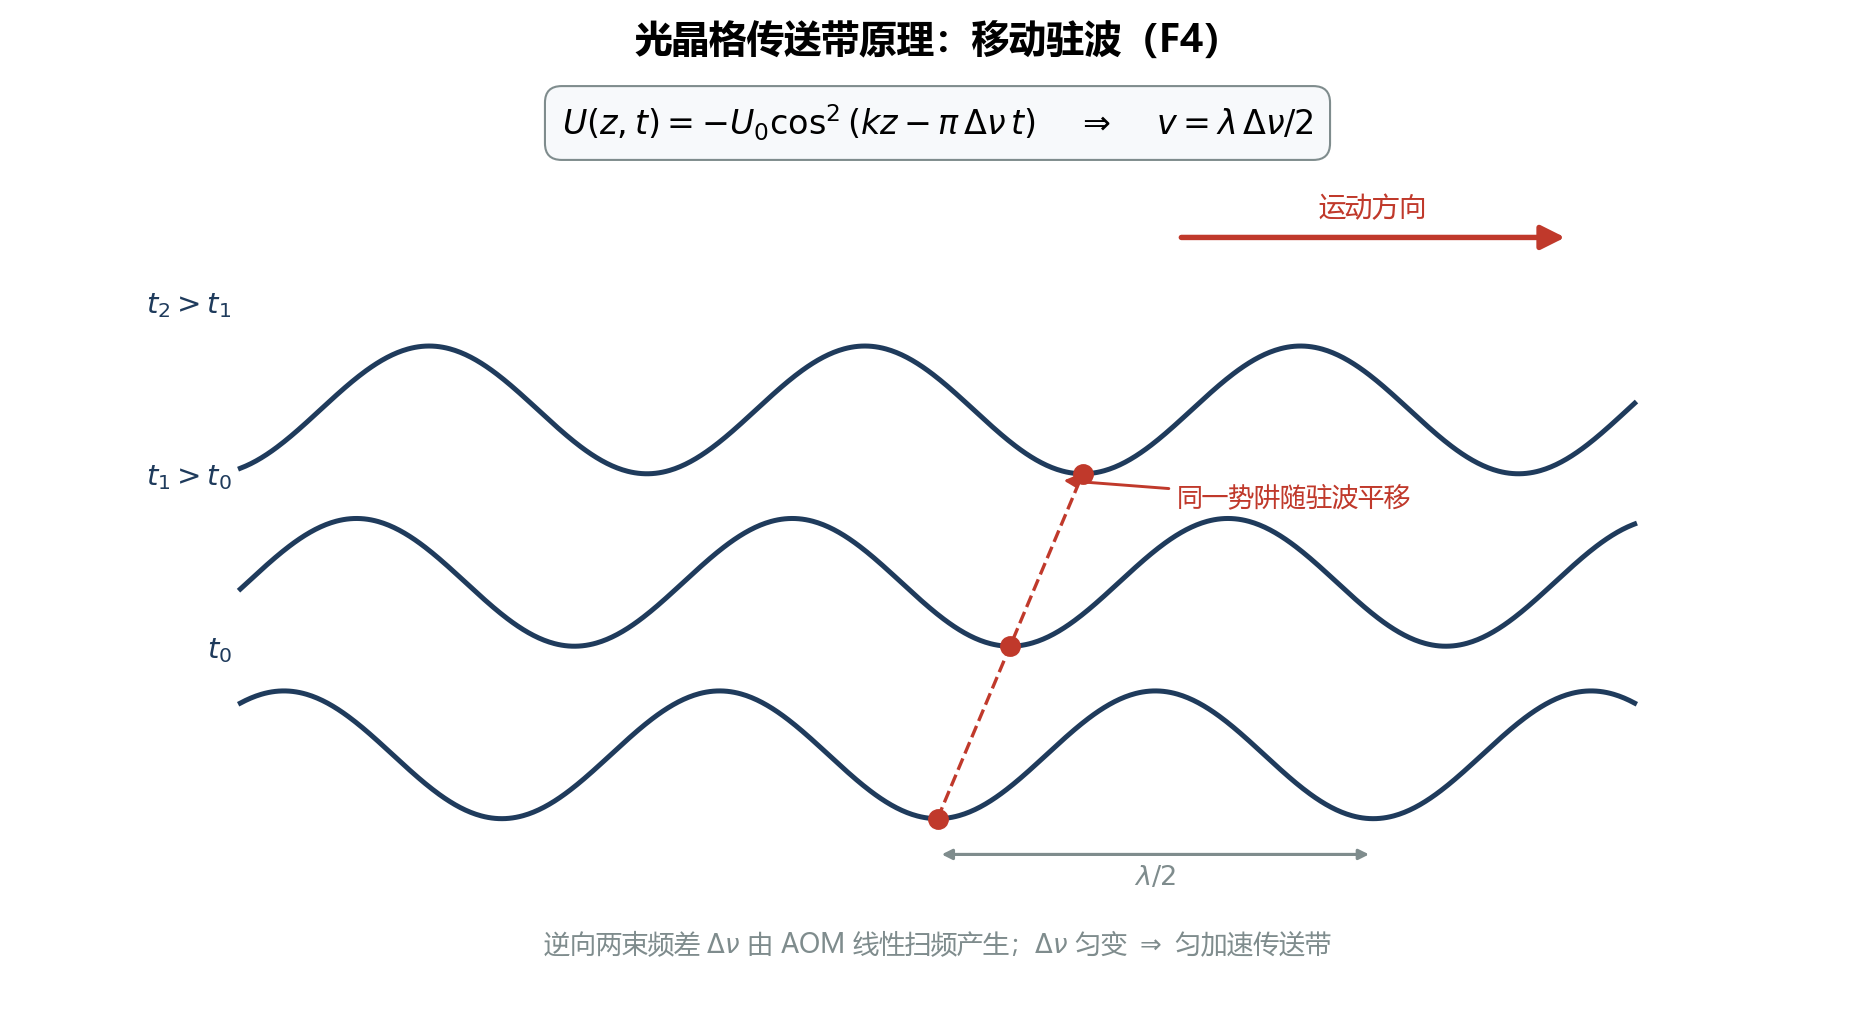 光晶格传送带原理：移动驻波（F4）
U(z, t) = −U₀cos² (kz − π Δν t)  ⇒  v = λ Δν/2
运动方向
t₂ > t₁
t₁ > t₀
同一势阱随驻波平移
t₀
λ/2
逆向两束频差 Δν 由 AOM 线性扫频产生；Δν 匀变 ⇒ 匀加速传送带